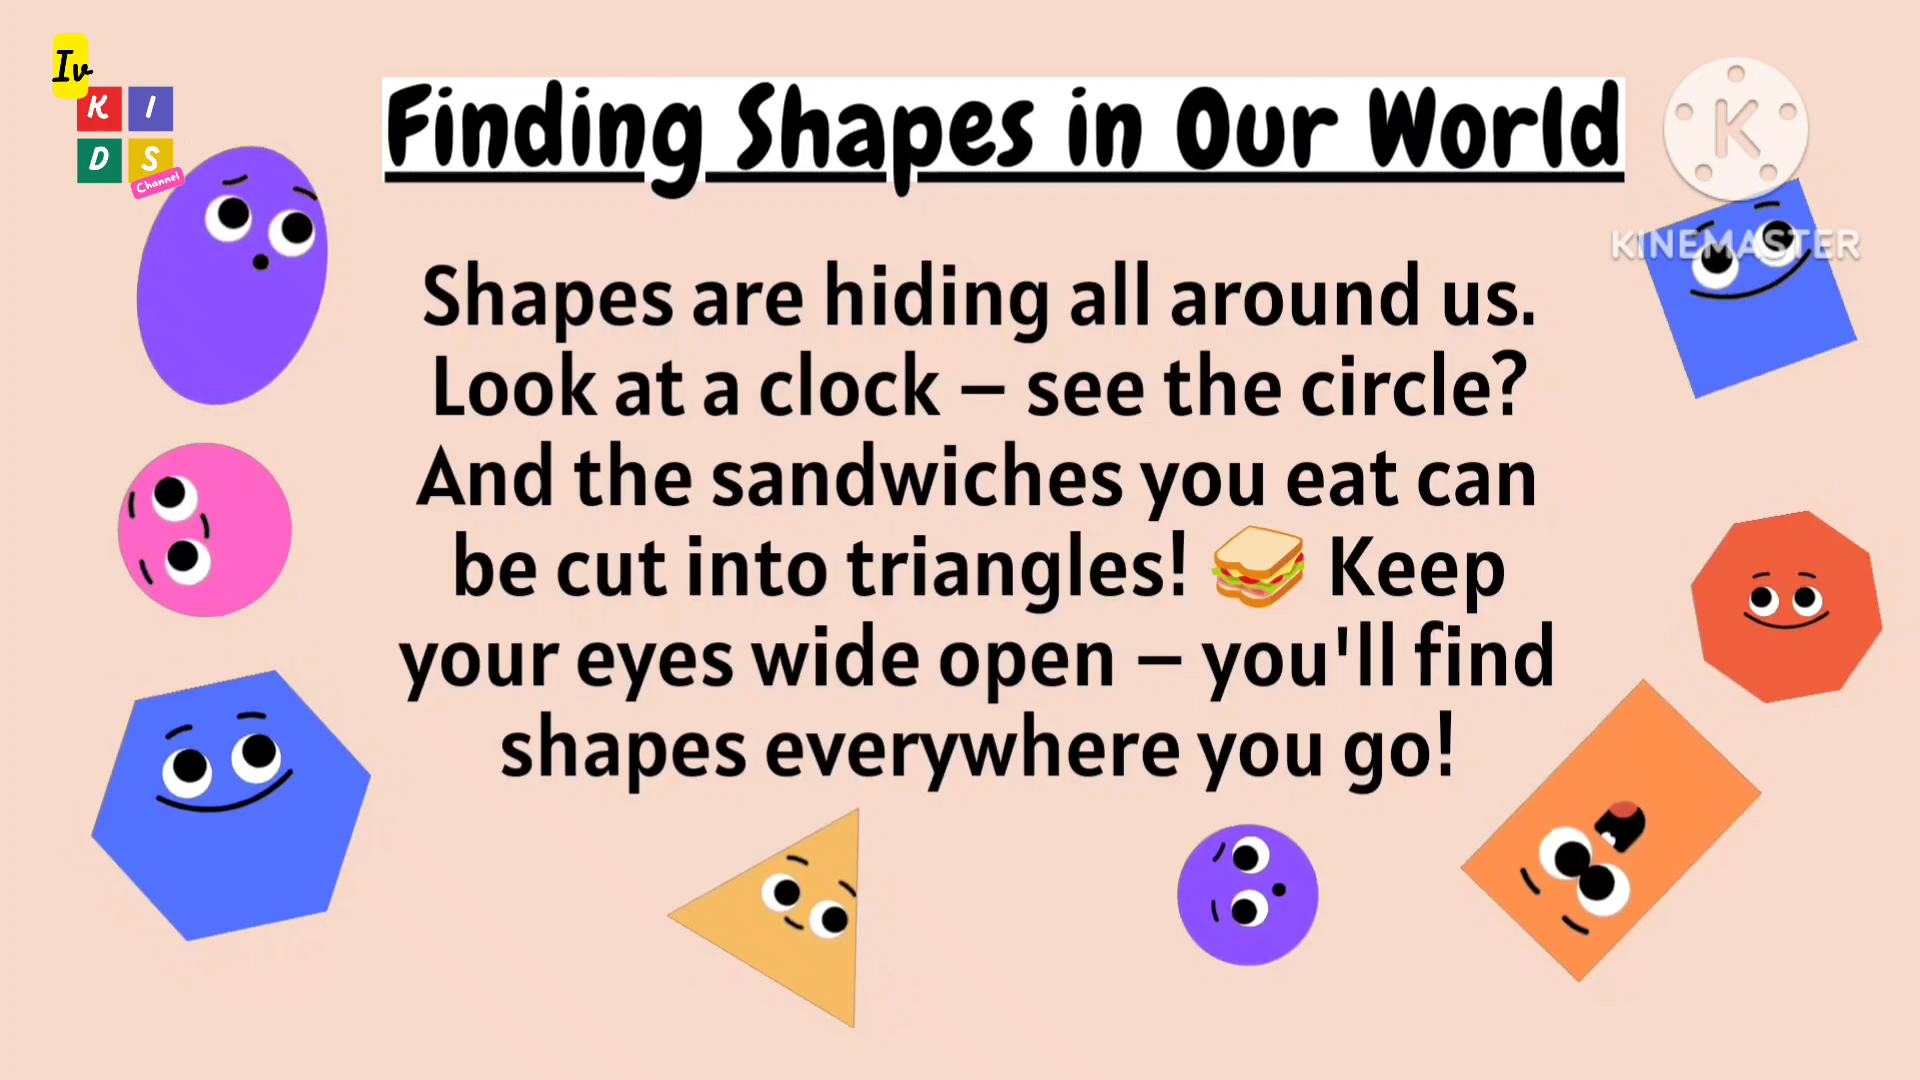 Iv
K I
D S
Channel
Finding Shapes in Our World
K
KINEMASTER
Shapes are hiding all around us.
Look at a clock – see the circle?
And the sandwiches you eat can
be cut into triangles! 🥪 Keep
your eyes wide open – you'll find
shapes everywhere you go!